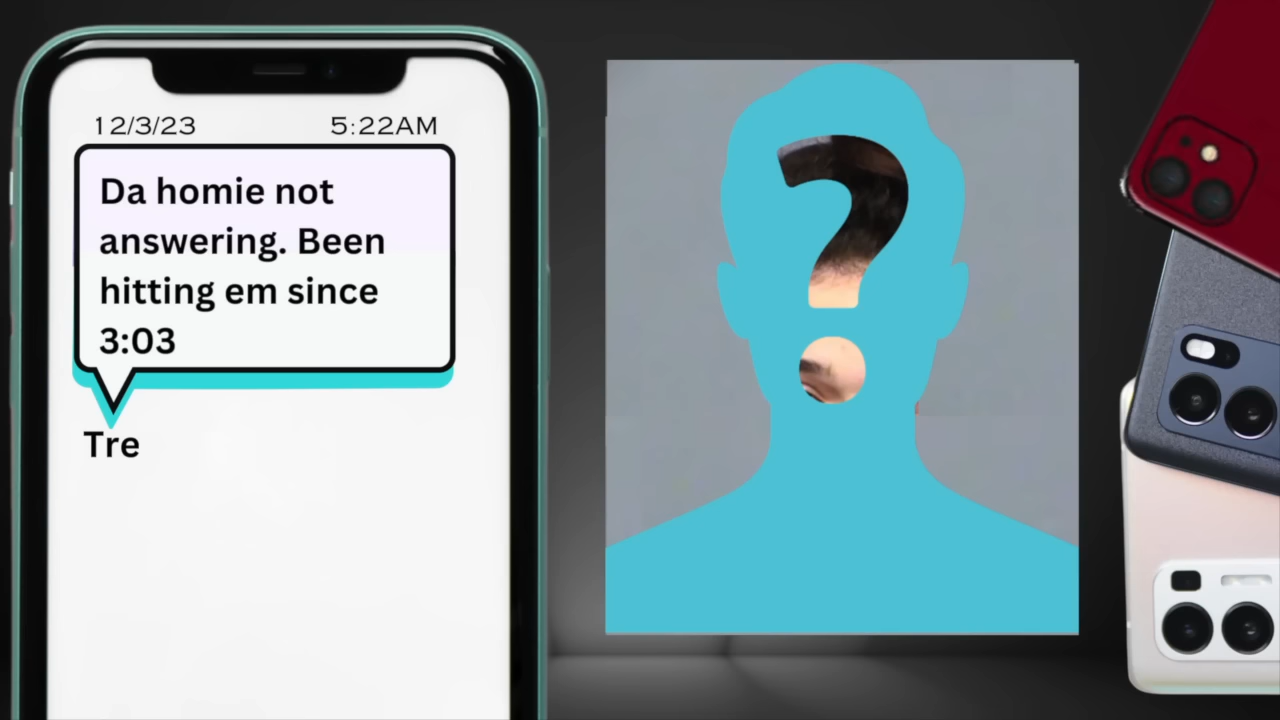 12/3/23 5:22AM
Da homie not
answering. Been
hitting em since
3:03
Tre
?